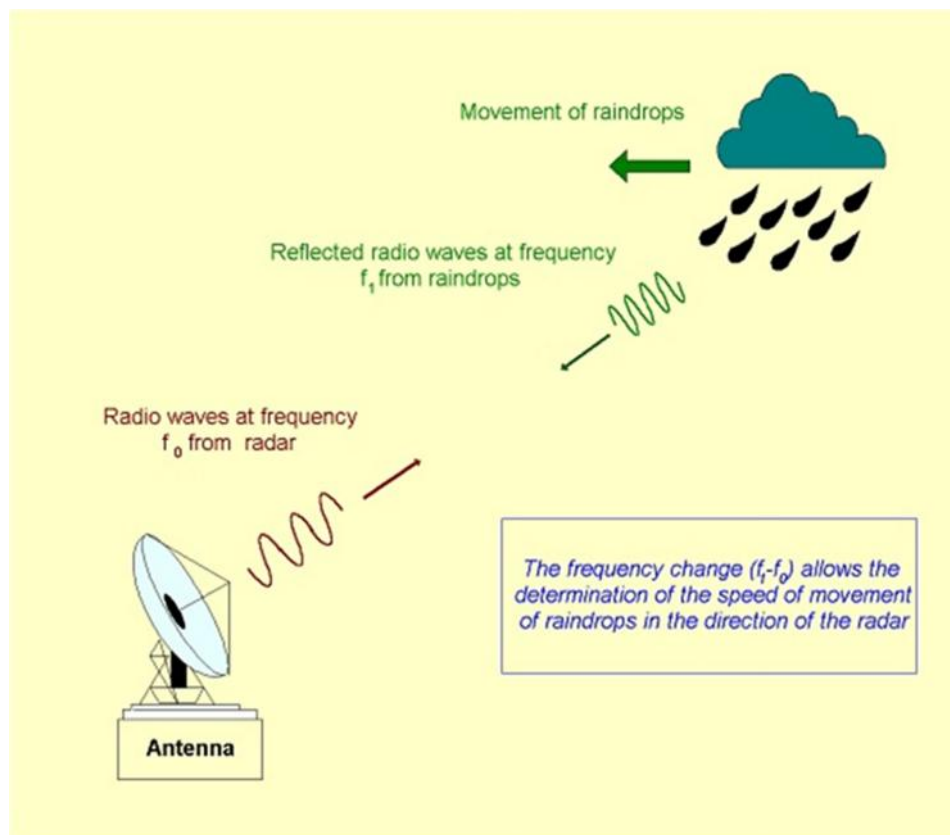 Movement of raindrops
Reflected radio waves at frequency
f₁ from raindrops
Radio waves at frequency
f₀ from radar
The frequency change (f₁-f₀) allows the
determination of the speed of movement
of raindrops in the direction of the radar
Antenna